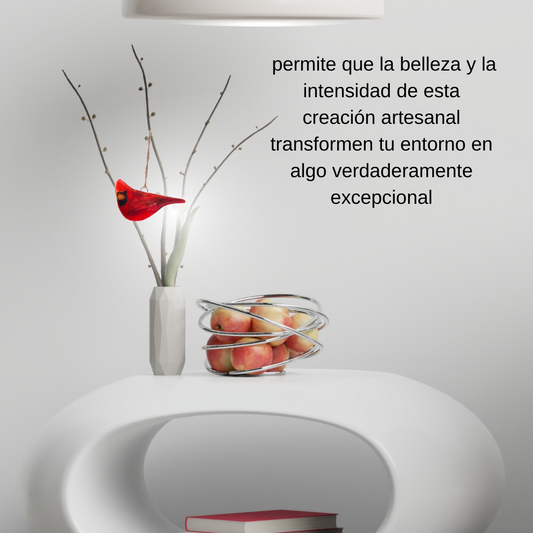 permite que la belleza y la
intensidad de esta
creación artesanal
transformen tu entorno en
algo verdaderamente
excepcional